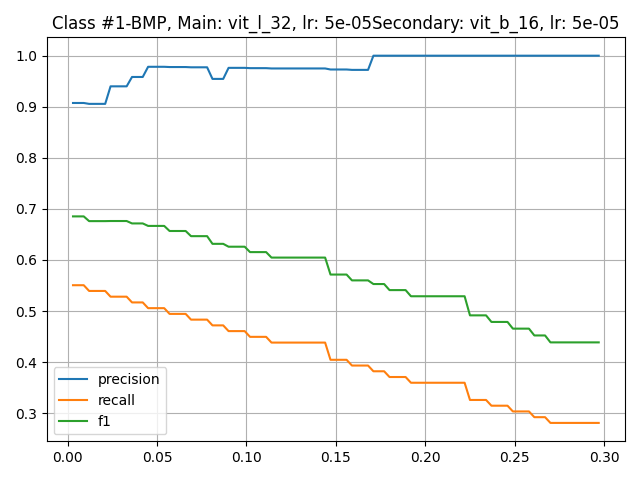 Class #1-BMP, Main: vit_l_32, lr: 5e-05Secondary: vit_b_16, lr: 5e-05
1.0
0.9
0.8
0.7
0.6
0.5
0.4
0.3
precision
recall
f1
0.00 0.05 0.10 0.15 0.20 0.25 0.30